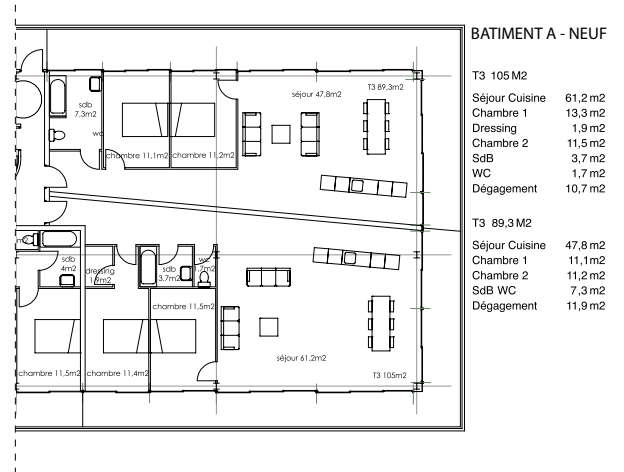 BATIMENT A - NEUF
T3 105 M2
Séjour Cuisine 61,2 m2
Chambre 1 13,3 m2
Dressing 1,9 m2
Chambre 2 11,5 m2
SdB 3,7 m2
WC 1,7 m2
Dégagement 10,7 m2
T3 89,3 M2
Séjour Cuisine 47,8 m2
Chambre 1 11,1m2
Chambre 2 11,2 m2
SdB WC 7,3 m2
Dégagement 11,9 m2
T3 89,3m2
séjour 47,8m2
sdb
7,3m2
wc
chambre 11,1m2
chambre 11,2m2
sdb
4m2
dressing
1,9m2
sdb
3,7m2
wc
1,7m2
chambre 11,5m2
séjour 61,2m2
chambre 11,5m2
chambre 11,4m2
T3 105m2